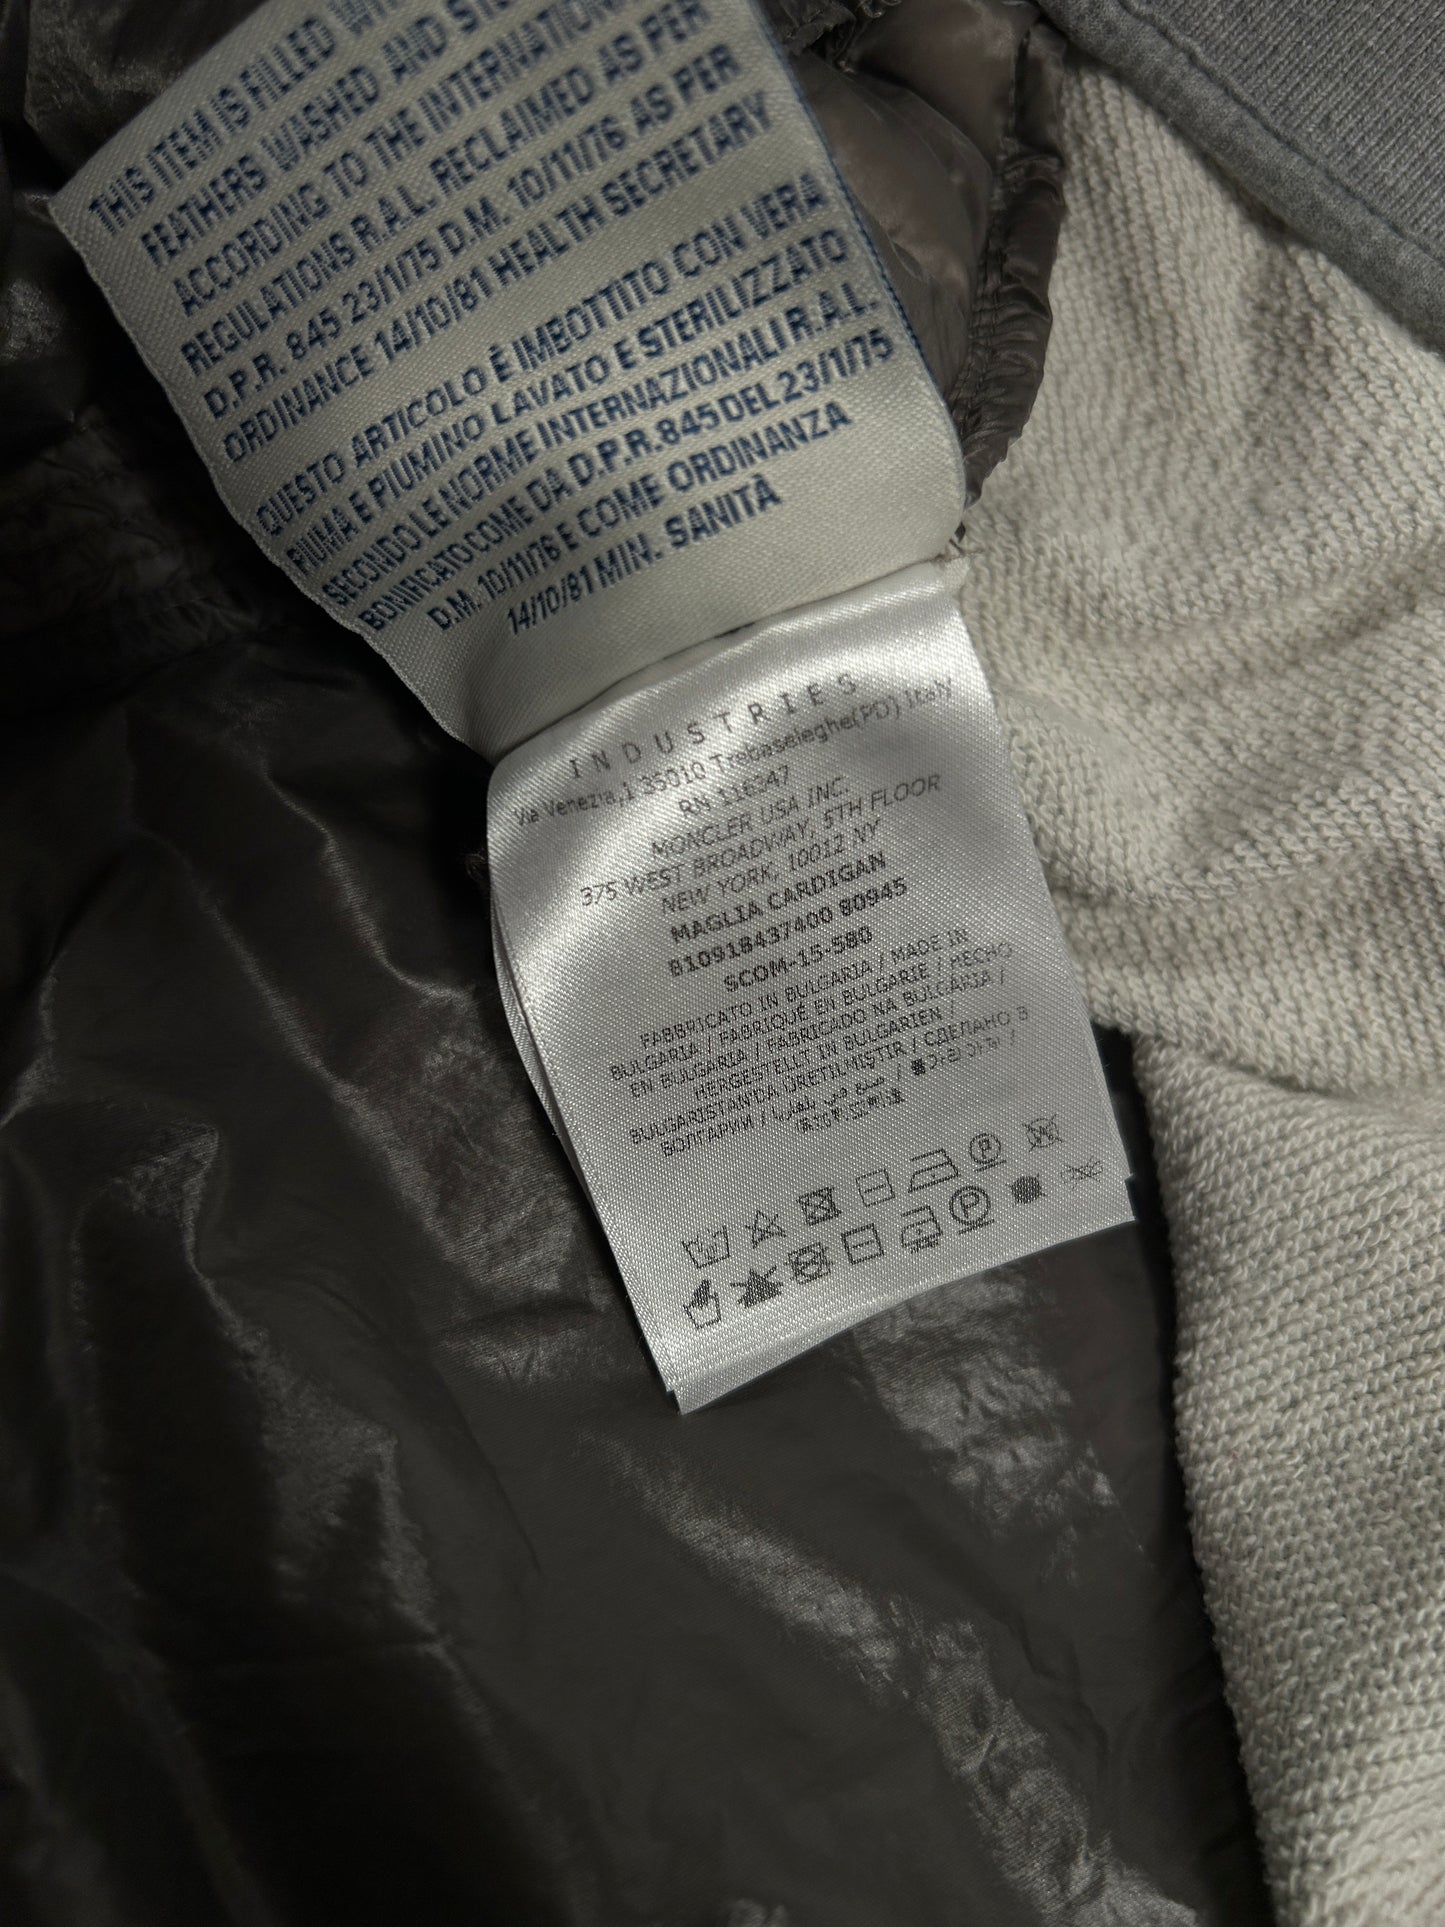 THIS ITEM IS FILLED
FEATHERS WASHED AND
ACCORDING TO THE INTERNATION
REGULATIONS R.A.L. RECLAIMED AS PER
D.P.R. 845 23/1/75 D.M. 10/11/76 AS PER
ORDINANCE 14/10/81 HEALTH SECRETARY
QUESTO ARTICOLO È IMBOTTITO CON VERA
PIUMA E PIUMINO LAVATO E STERILIZZATO
SECONDO LE NORME INTERNAZIONALI R.A.L.
BONIFICATO COME DA D.P.R. 845 DEL 23/1/75
D.M. 10/11/76 E COME ORDINANZA
14/10/81 MIN. SANITÀ
INDUSTRIES
Via Venezia,1 35010 Trebaseleghe(PD) Italy
RN 116347
MONCLER USA INC.
375 WEST BROADWAY, 5TH FLOOR
NEW YORK, 10012 NY
MAGLIA CARDIGAN
B10918437400 80945
SCOM-15-580
FABBRICATO IN BULGARIA / MADE IN
BULGARIA / FABRIQUÉ EN BULGARIE / HECHO
EN BULGARIA / FABRICADO NA BULGÁRIA /
HERGESTELLT IN BULGARIEN /
BULGARISTAN'DA ÜRETILMIŞTIR / СДЕЛАНО В
БОЛГАРИИ /